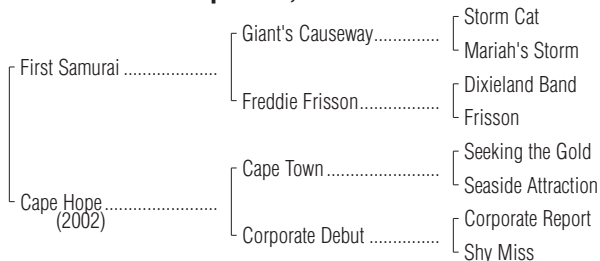 Storm Cat
Giant's Causeway...............
Mariah's Storm
First Samurai ....................
Dixieland Band
Freddie Frisson.................
Frisson
Seeking the Gold
Cape Town ........................
Seaside Attraction
Cape Hope........................
(2002)
Corporate Report
Corporate Debut ...............
Shy Miss